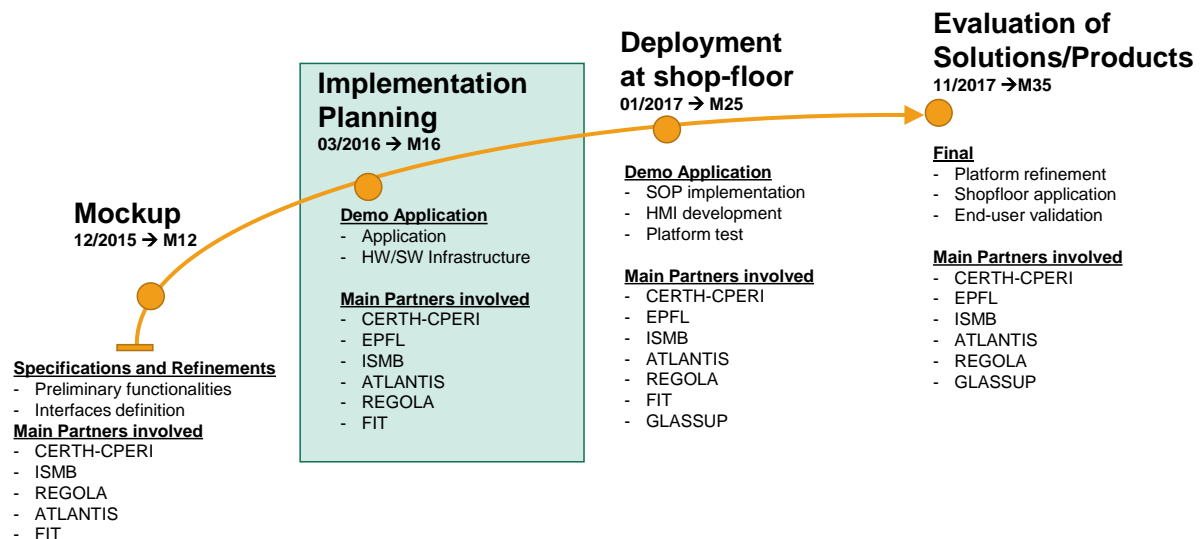 Mockup
12/2015 → M12
Specifications and Refinements
- Preliminary functionalities
- Interfaces definition
Main Partners involved
- CERTH-CPERI
- ISMB
- REGOLA
- ATLANTIS
- FIT
Implementation
Planning
03/2016 → M16
Demo Application
- Application
- HW/SW Infrastructure
Main Partners involved
- CERTH-CPERI
- EPFL
- ISMB
- ATLANTIS
- REGOLA
- FIT
Deployment
at shop-floor
01/2017 → M25
Demo Application
- SOP implementation
- HMI development
- Platform test
Main Partners involved
- CERTH-CPERI
- EPFL
- ISMB
- ATLANTIS
- REGOLA
- FIT
- GLASSUP
Evaluation of
Solutions/Products
11/2017 →M35
Final
- Platform refinement
- Shopfloor application
- End-user validation
Main Partners involved
- CERTH-CPERI
- EPFL
- ISMB
- ATLANTIS
- REGOLA
- GLASSUP